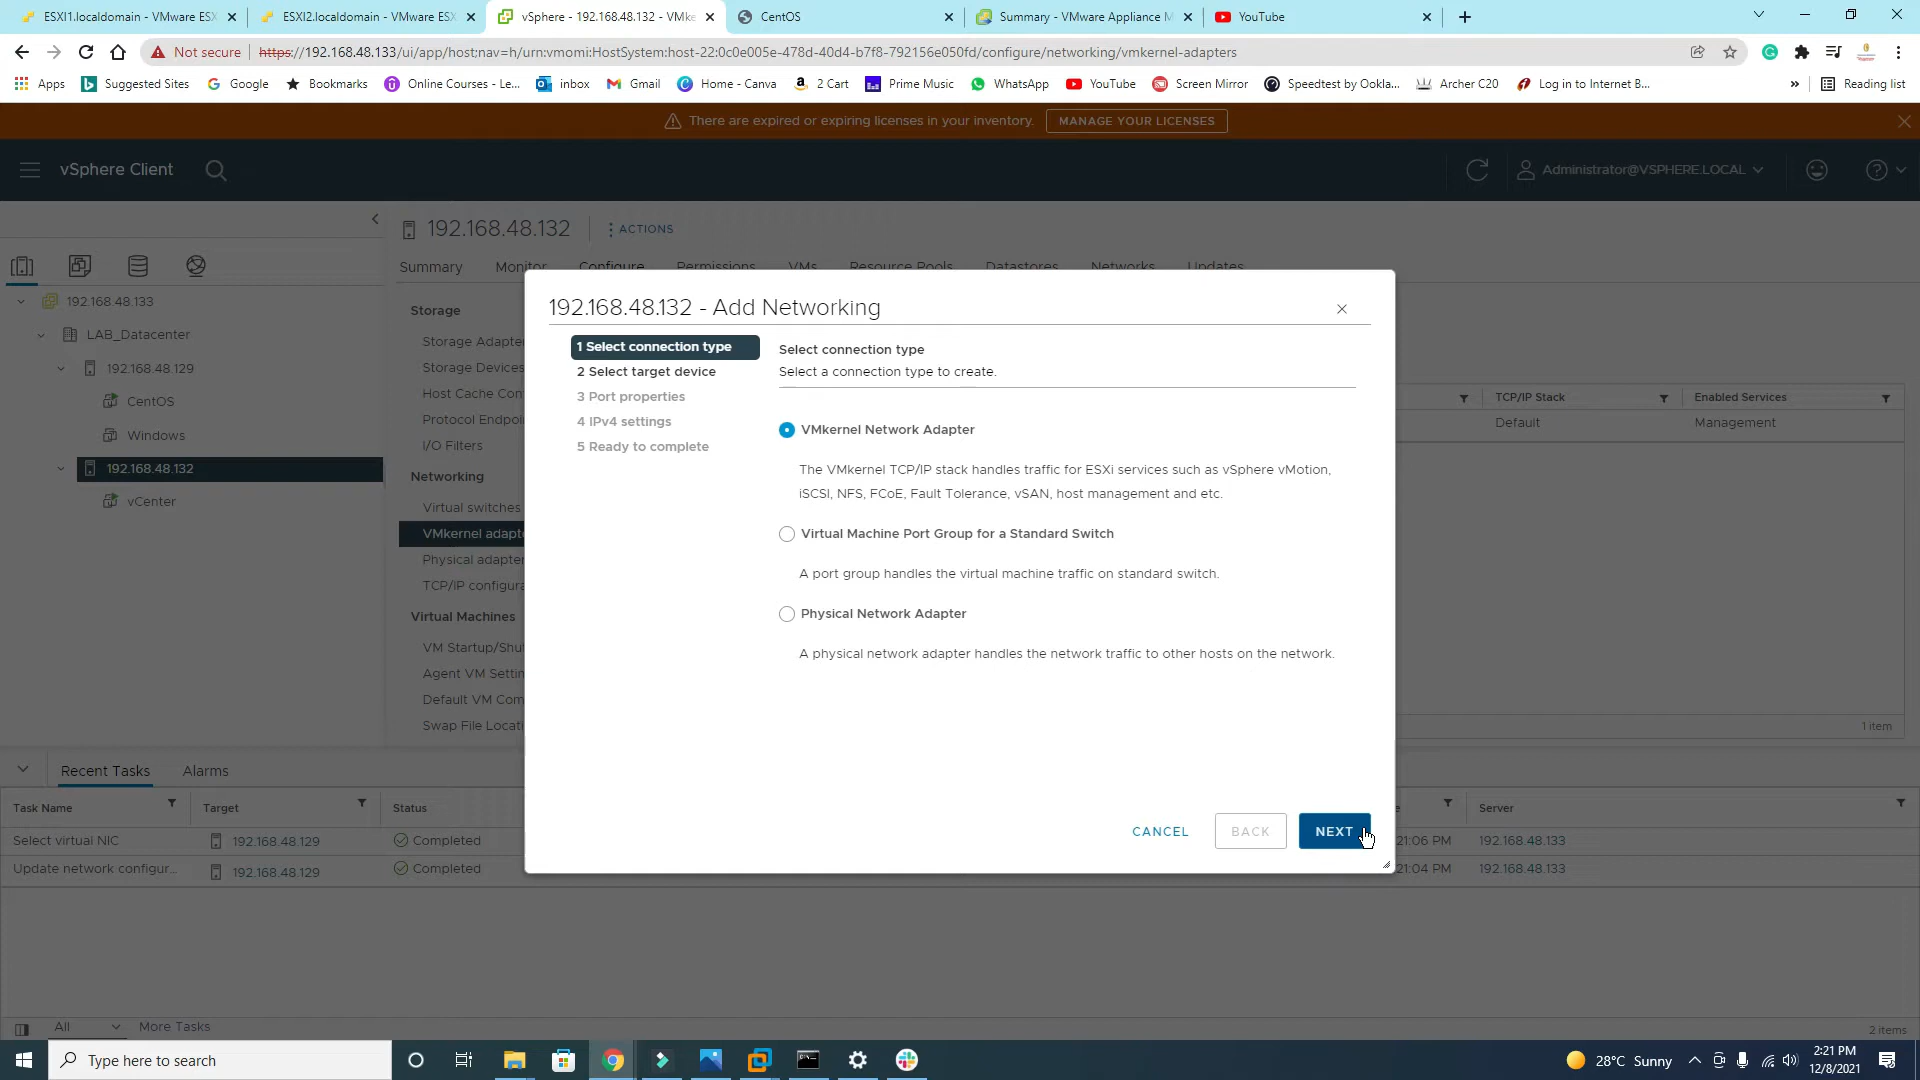 ESXI1.localdomain - VMware ESX
ESXI2.localdomain - VMware ESX
vSphere - 192.168.48.132 - VMke
CentOS
Summary - VMware Appliance M
YouTube
Not secure
https://192.168.48.133/ui/app/host;nav=h/urn:vmomi:HostSystem:host-22:0c0e005e-478d-40d4-b7f8-792156e050fd/configure/networking/vmkernel-adapters
Apps
Suggested Sites
Google
Bookmarks
Online Courses - Le...
inbox
Gmail
Home - Canva
2 Cart
Prime Music
WhatsApp
YouTube
Screen Mirror
Speedtest by Ookla...
Archer C20
Log in to Internet B...
»
Reading list
There are expired or expiring licenses in your inventory.
MANAGE YOUR LICENSES
vSphere Client
Administrator@VSPHERE.LOCAL
192.168.48.132
ACTIONS
Summary
Monitor
Configure
Permissions
VMs
Resource Pools
Datastores
Networks
Updates
192.168.48.133
LAB_Datacenter
192.168.48.129
CentOS
Windows
192.168.48.132
vCenter
Storage
Storage Adapte
Storage Devices
Host Cache Con
Protocol Endpoi
I/O Filters
Networking
Virtual switches
VMkernel adapte
Physical adapter
TCP/IP configura
Virtual Machines
VM Startup/Shu
Agent VM Settin
Default VM Com
Swap File Locati
192.168.48.132 - Add Networking
1 Select connection type
2 Select target device
3 Port properties
4 IPv4 settings
5 Ready to complete
Select connection type
Select a connection type to create.
VMkernel Network Adapter
The VMkernel TCP/IP stack handles traffic for ESXi services such as vSphere vMotion,
iSCSI, NFS, FCoE, Fault Tolerance, vSAN, host management and etc.
Virtual Machine Port Group for a Standard Switch
A port group handles the virtual machine traffic on standard switch.
Physical Network Adapter
A physical network adapter handles the network traffic to other hosts on the network.
CANCEL
BACK
NEXT
TCP/IP Stack
Enabled Services
Default
Management
1 item
Recent Tasks
Alarms
Task Name
Target
Status
e
Server
Select virtual NIC
192.168.48.129
Completed
21:06 PM
192.168.48.133
Update network configur...
192.168.48.129
Completed
21:04 PM
192.168.48.133
All
More Tasks
2 items
Type here to search
28°C Sunny
2:21 PM
12/8/2021